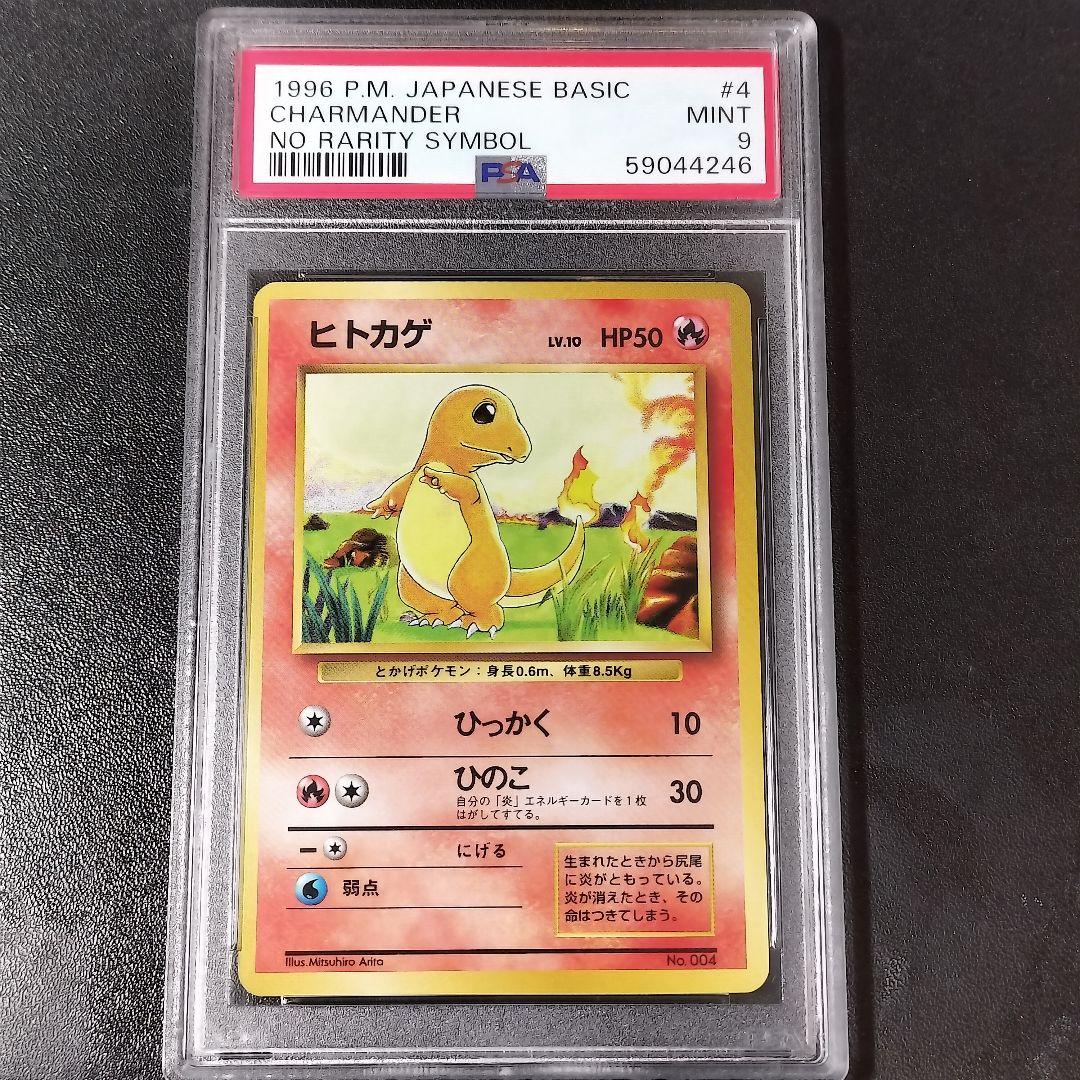 1996 P.M. JAPANESE BASIC #4
CHARMANDER MINT
NO RARITY SYMBOL 9
PSA 59044246
ヒトカゲ LV.10 HP50
とかげポケモン：身長0.6m、体重8.5Kg
ひっかく 10
ひのこ 30
自分の「炎」エネルギーカードを1枚
はがしてすてる。
にげる
弱点
生まれたときから尻尾
に炎がともっている。
炎が消えたとき、その
命はつきてしまう。
Illus.Mitsuhiro Arita No. 004